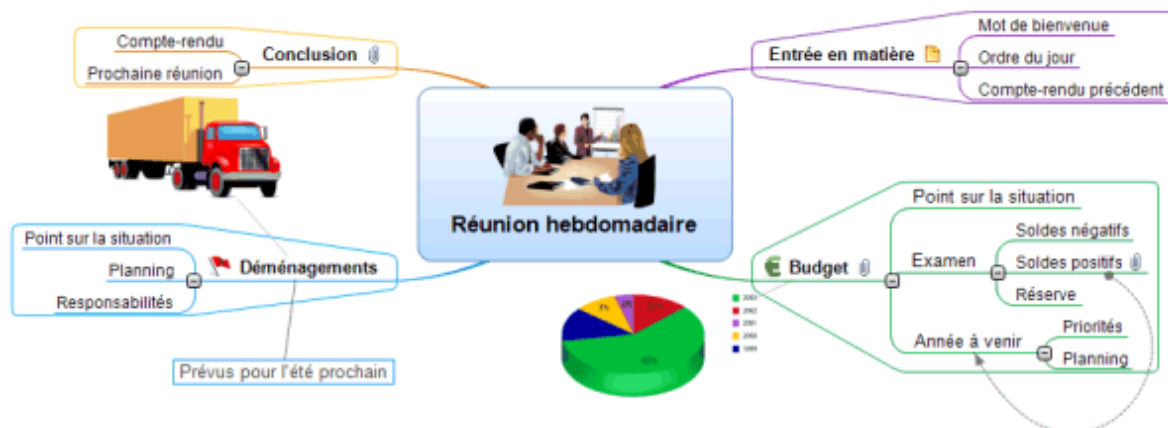 Compte-rendu
Conclusion
Prochaine réunion
Entrée en matière
Mot de bienvenue
Ordre du jour
Compte-rendu précédent
Réunion hebdomadaire
Point sur la situation
Déménagements
Planning
Responsabilités
Prévus pour l'été prochain
Budget
Point sur la situation
Examen
Soldes négatifs
Soldes positifs
Réserve
Année à venir
Priorités
Planning